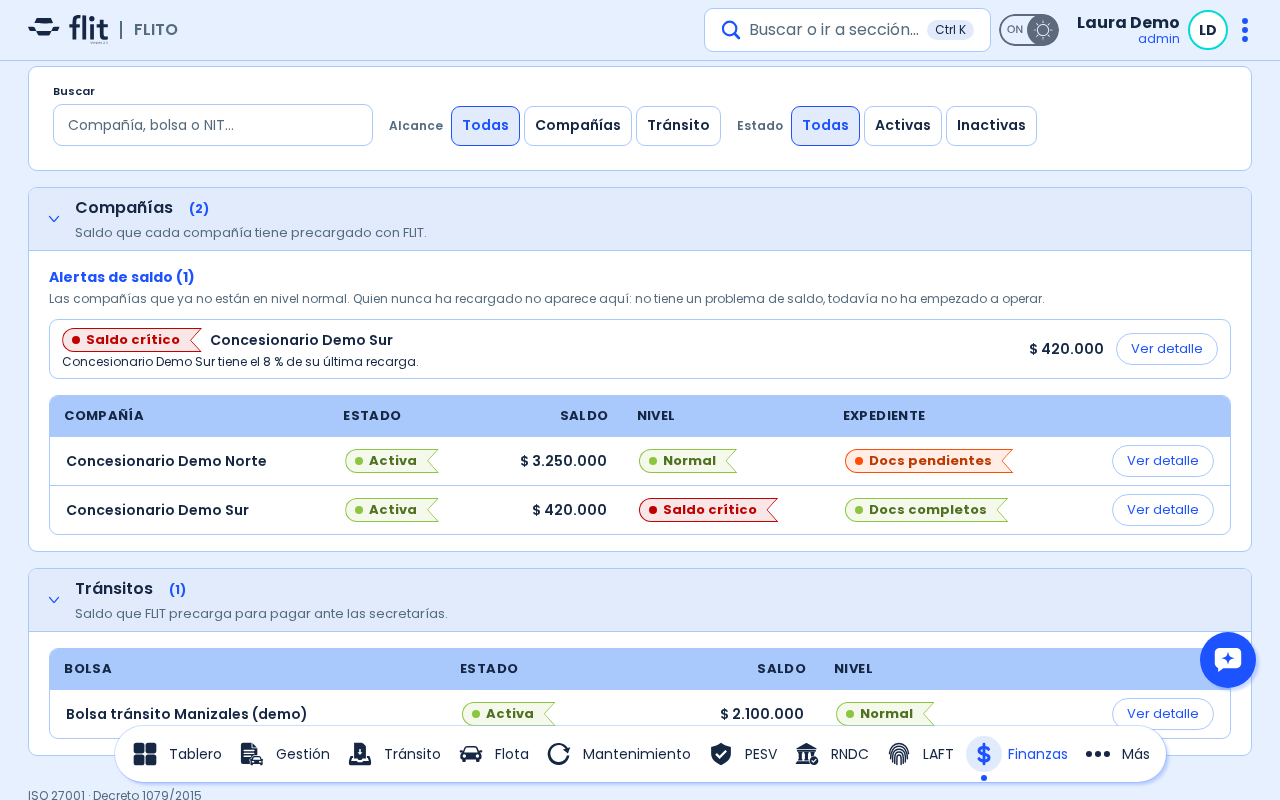 flit | FLITO
Buscar o ir a sección... Ctrl K
ON
Laura Demo
admin
LD
Buscar
Compañía, bolsa o NIT...
Alcance Todas Compañías Tránsito Estado Todas Activas Inactivas
Compañías (2)
Saldo que cada compañía tiene precargado con FLIT.
Alertas de saldo (1)
Las compañías que ya no están en nivel normal. Quien nunca ha recargado no aparece aquí: no tiene un problema de saldo, todavía no ha empezado a operar.
Saldo crítico Concesionario Demo Sur
Concesionario Demo Sur tiene el 8 % de su última recarga.
$ 420.000 Ver detalle
COMPAÑÍA ESTADO SALDO NIVEL EXPEDIENTE
Concesionario Demo Norte Activa $ 3.250.000 Normal Docs pendientes Ver detalle
Concesionario Demo Sur Activa $ 420.000 Saldo crítico Docs completos Ver detalle
Tránsitos (1)
Saldo que FLIT precarga para pagar ante las secretarías.
BOLSA ESTADO SALDO NIVEL
Bolsa tránsito Manizales (demo) Activa $ 2.100.000 Normal Ver detalle
Tablero Gestión Tránsito Flota Mantenimiento PESV RNDC LAFT Finanzas Más
ISO 27001 · Decreto 1079/2015